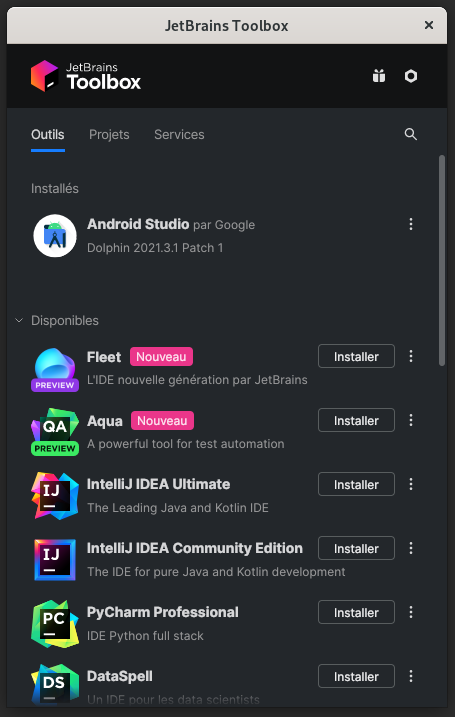 JetBrains Toolbox
JetBrains
Toolbox
Outils Projets Services
Installés
Android Studio par Google
Dolphin 2021.3.1 Patch 1
Disponibles
Fleet Nouveau Installer
PREVIEW
L'IDE nouvelle génération par JetBrains
QA
Aqua Nouveau Installer
PREVIEW
A powerful tool for test automation
IJ
IntelliJ IDEA Ultimate Installer
The Leading Java and Kotlin IDE
IJ
IntelliJ IDEA Community Edition Installer
The IDE for pure Java and Kotlin development
PC
PyCharm Professional Installer
IDE Python full stack
DS
DataSpell Installer
Un IDE pour les data scientists